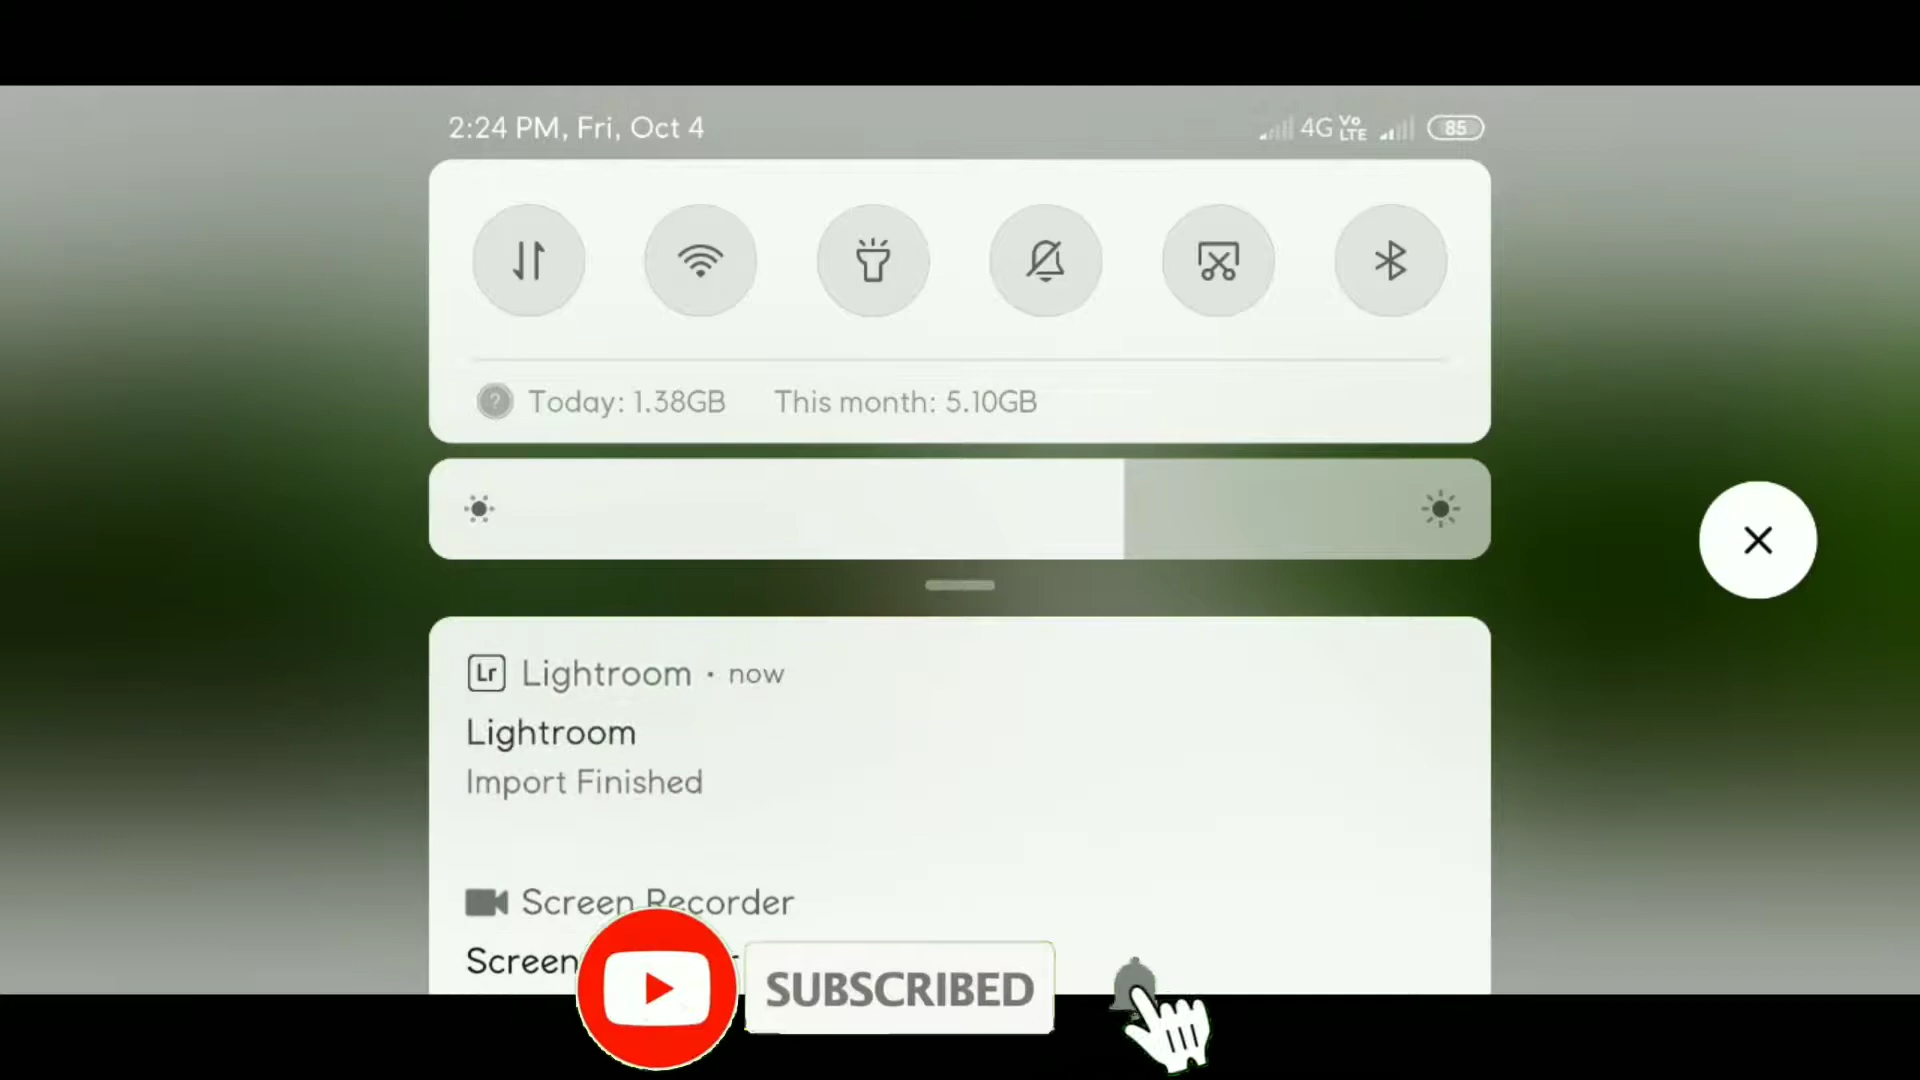 2:24 PM, Fri, Oct 4
4G Vo LTE 85
Today: 1.38GB This month: 5.10GB
Lr Lightroom · now
Lightroom
Import Finished
Screen Recorder
Screen
SUBSCRIBED